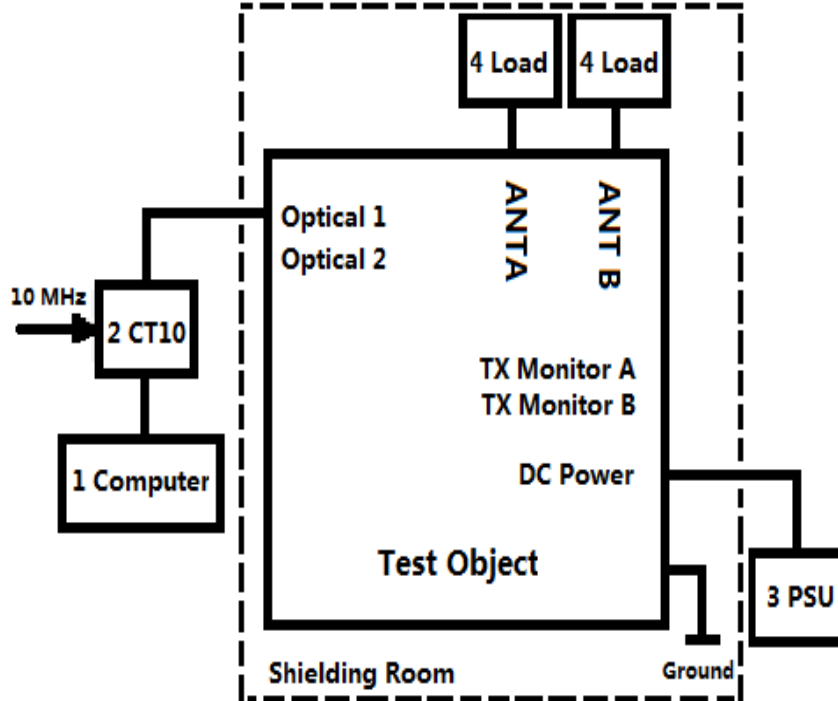 4 Load
4 Load
Optical 1
Optical 2
ANTA
ANT B
10 MHz
2 CT10
TX Monitor A
TX Monitor B
1 Computer
DC Power
Test Object
3 PSU
Shielding Room
Ground